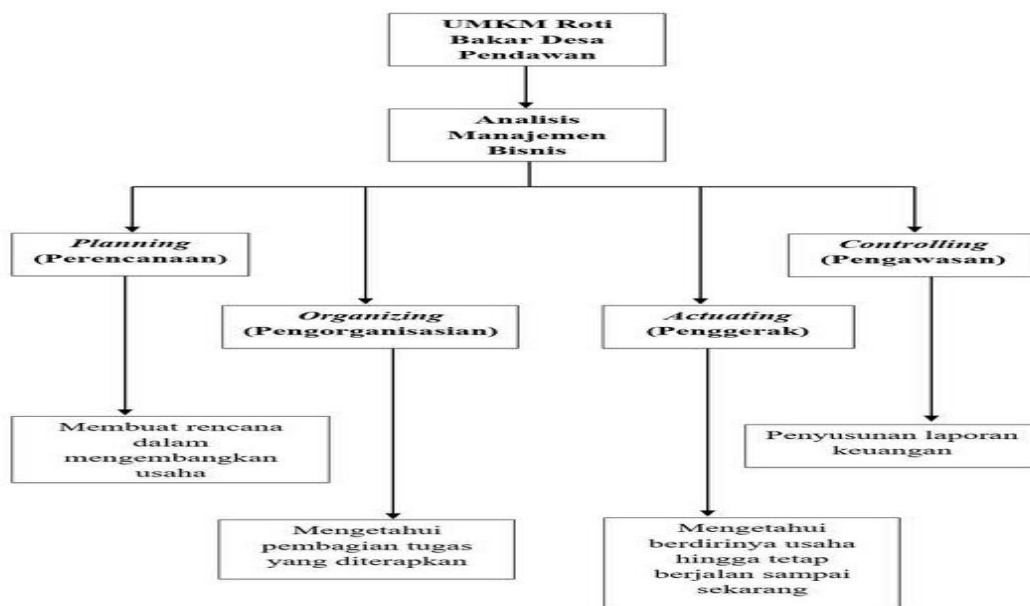 UMKM Roti
Bakar Desa
Pendawan
Analisis
Manajemen
Bisnis
Planning
(Perencanaan)
Controlling
(Pengawasan)
Organizing
(Pengorganisasian)
Actuating
(Penggerak)
Membuat rencana
dalam
mengembangkan
usaha
Penyusunan laporan
keuangan
Mengetahui
pembagian tugas
yang diterapkan
Mengetahui
berdirinya usaha
hingga tetap
berjalan sampai
sekarang